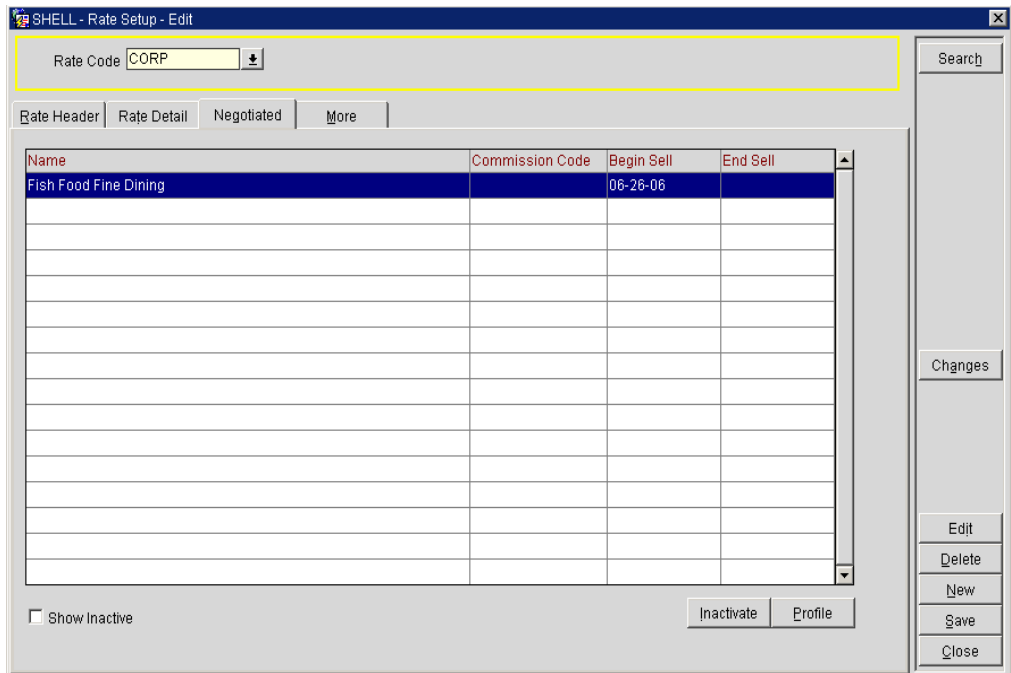 SHELL - Rate Setup - Edit
Rate Code CORP
Search
Rate Header Rate Detail Negotiated More
Name Commission Code Begin Sell End Sell
Fish Food Fine Dining 06-26-06
Changes
Edit
Delete
New
Show Inactive Inactivate Profile
Save
Close